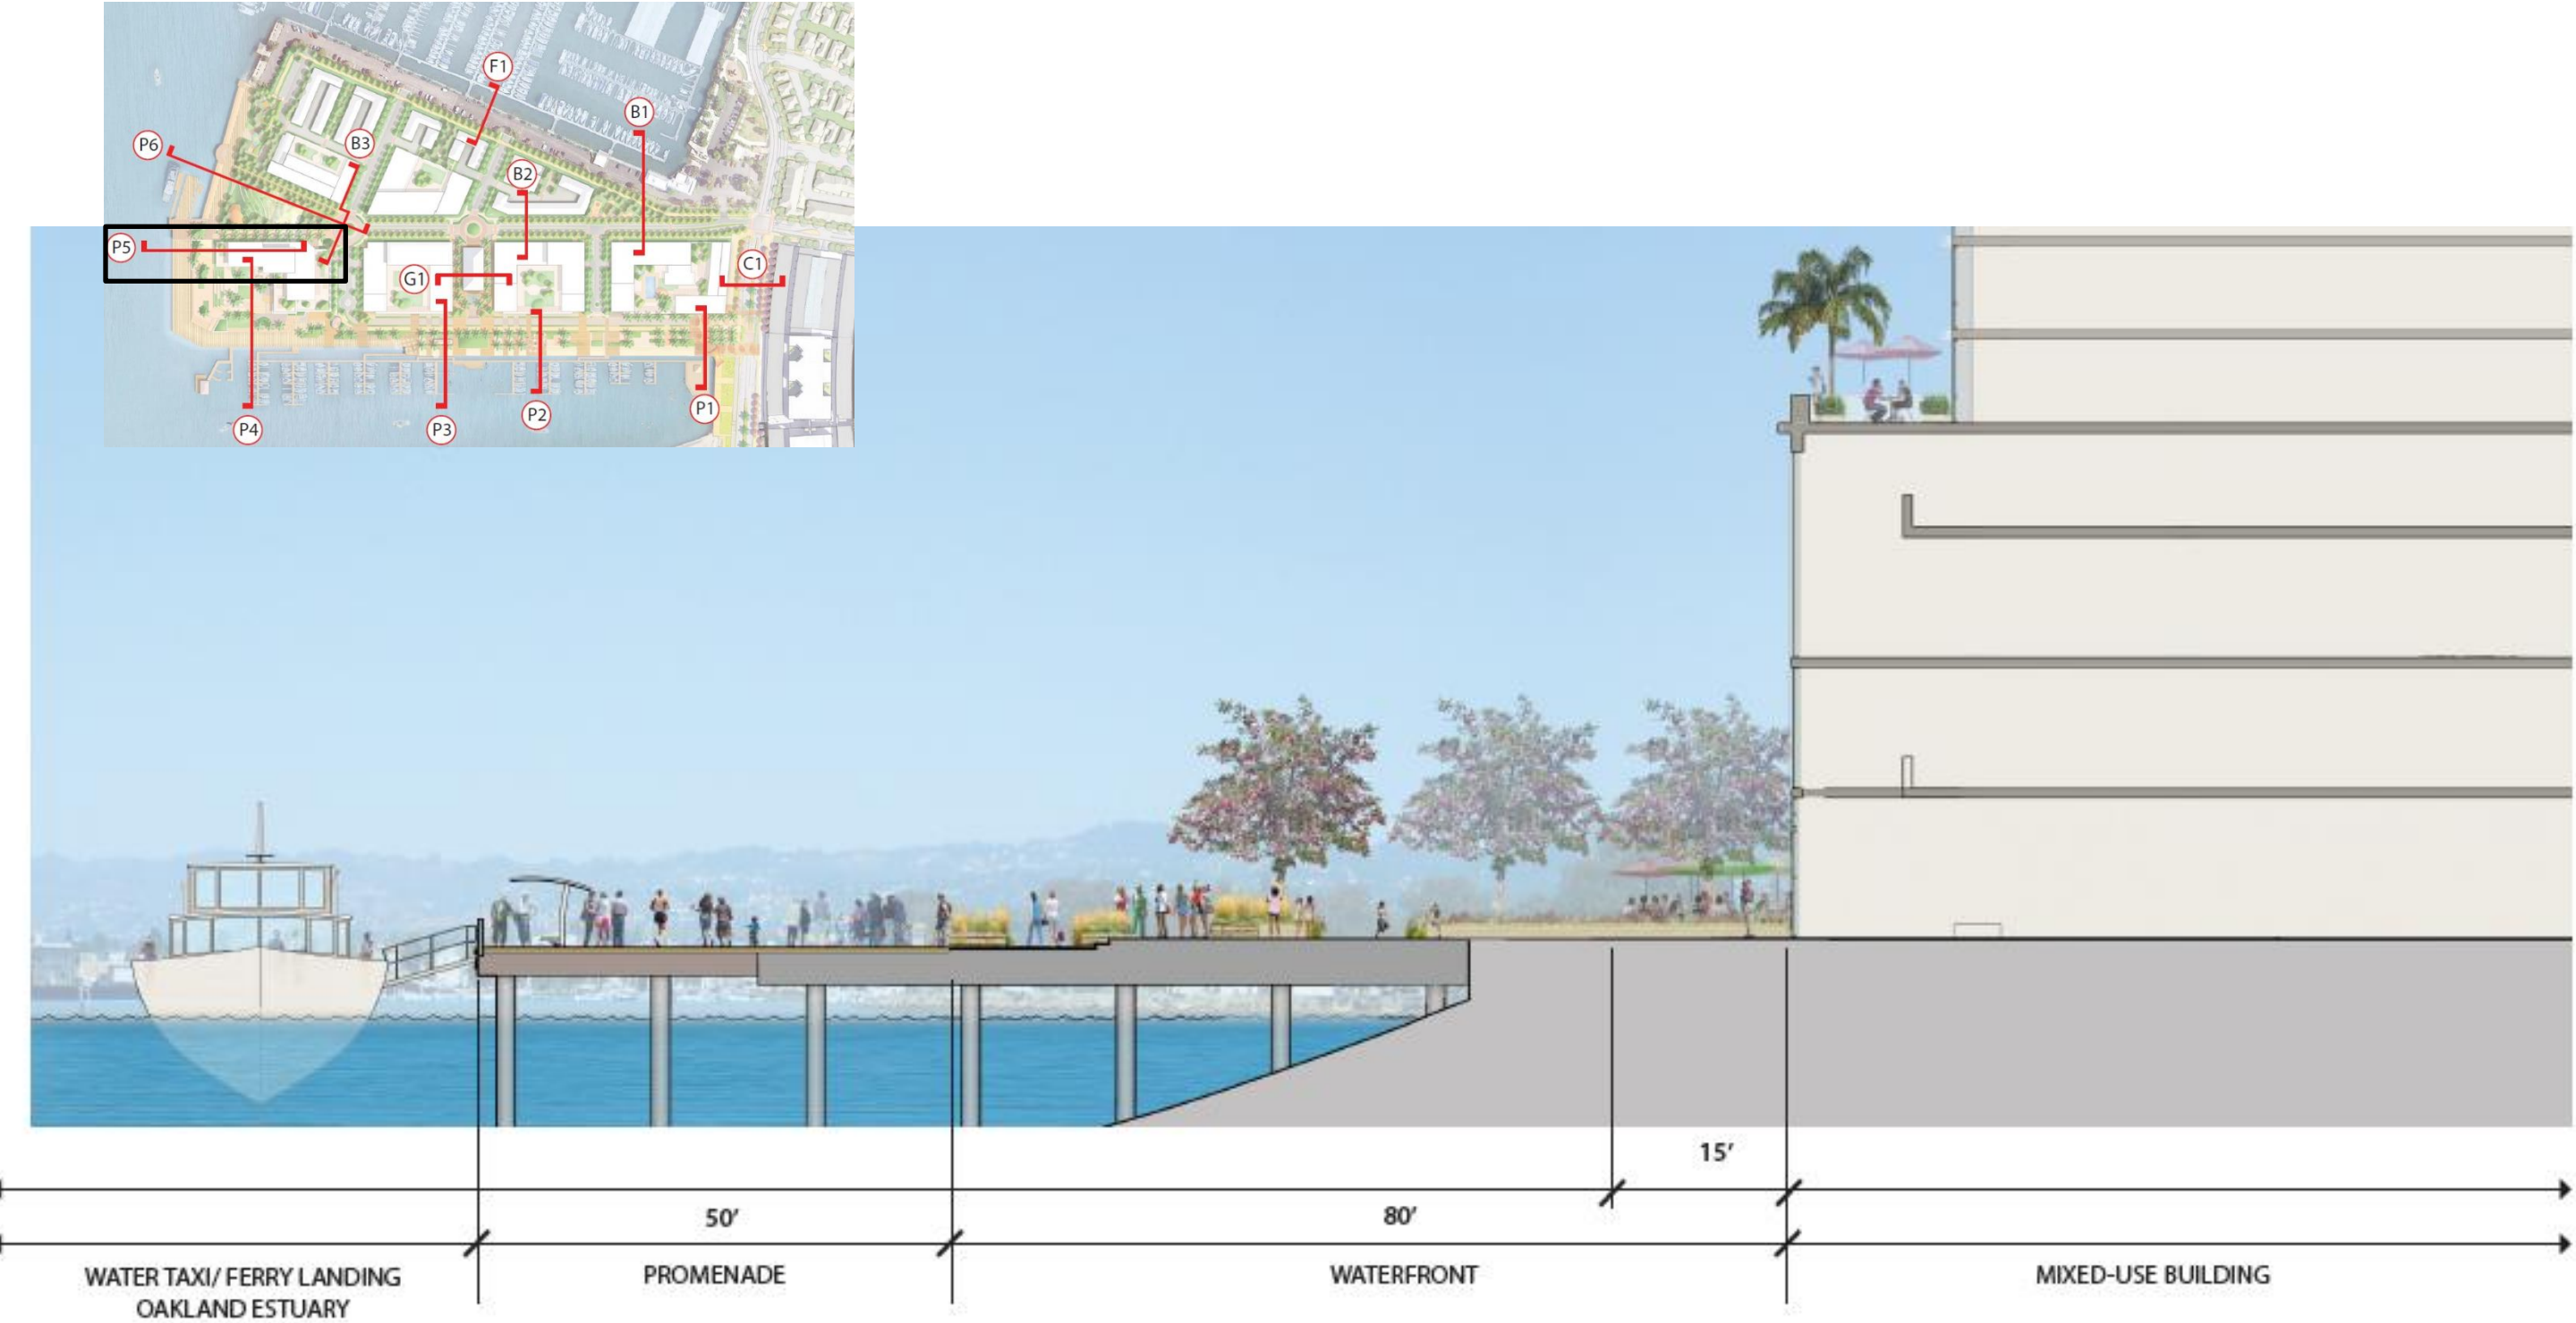 F1
B1
P6
B3
B2
P5
G1
C1
P4
P3
P2
P1
15’
50’
80’
WATER TAXI/ FERRY LANDING
OAKLAND ESTUARY
PROMENADE
WATERFRONT
MIXED-USE BUILDING